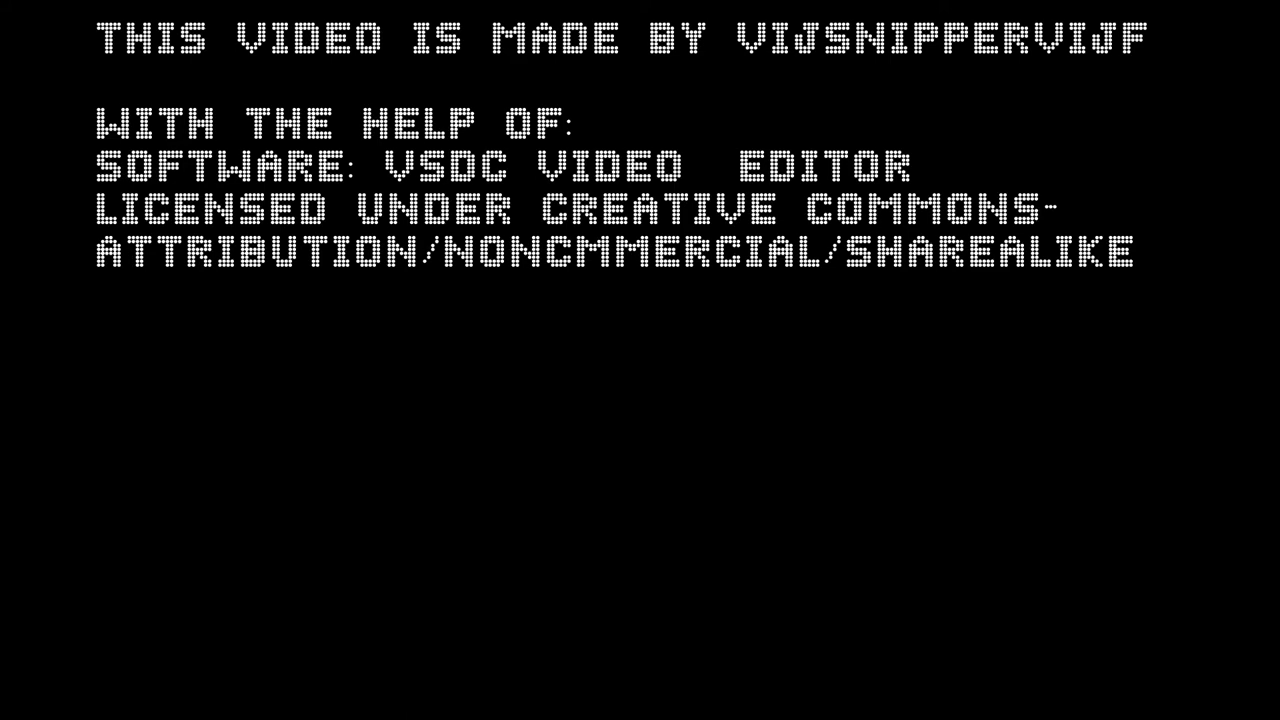 THIS VIDEO IS MADE BY VIJSNIPPERVIJF
WITH THE HELP OF:
SOFTWARE: VSDC VIDEO EDITOR
LICENSED UNDER CREATIVE COMMONS-
ATTRIBUTION/NONCMMERCIAL/SHAREALIKE